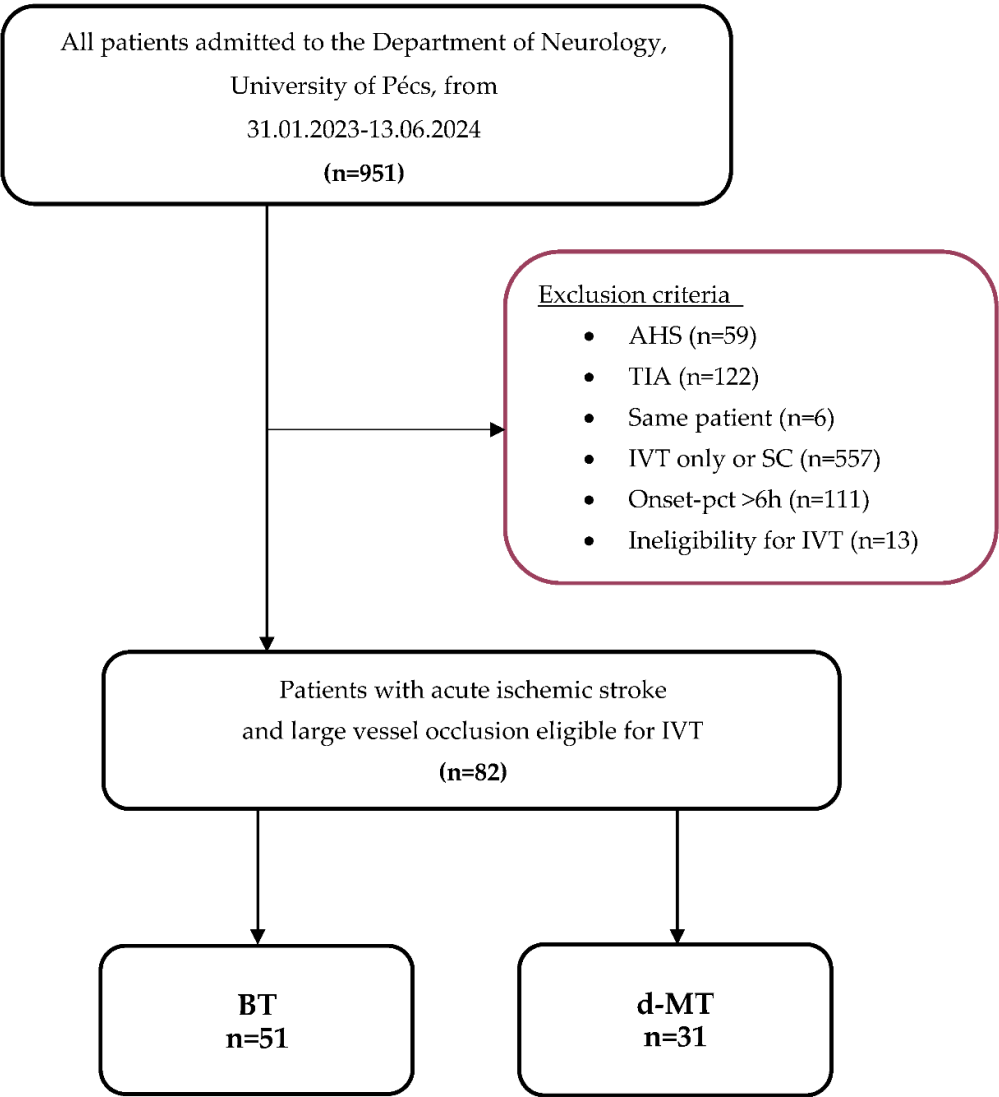 All patients admitted to the Department of Neurology,
University of Pécs, from
31.01.2023-13.06.2024
(n=951)
Exclusion criteria
• AHS (n=59)
• TIA (n=122)
• Same patient (n=6)
• IVT only or SC (n=557)
• Onset-pct >6h (n=111)
• Ineligibility for IVT (n=13)
Patients with acute ischemic stroke
and large vessel occlusion eligible for IVT
(n=82)
BT
n=51
d-MT
n=31